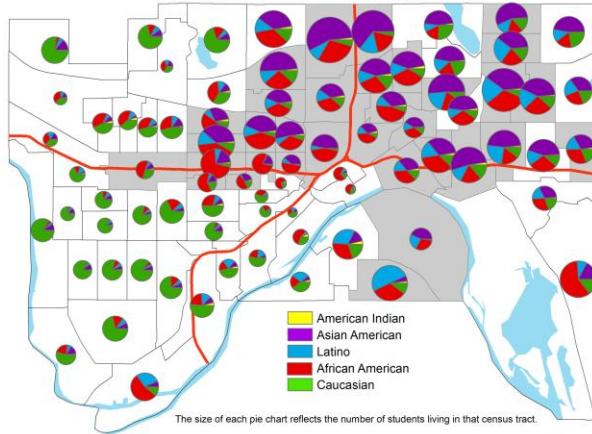 American Indian
Asian American
Latino
African American
Caucasian
The size of each pie chart reflects the number of students living in that census tract.